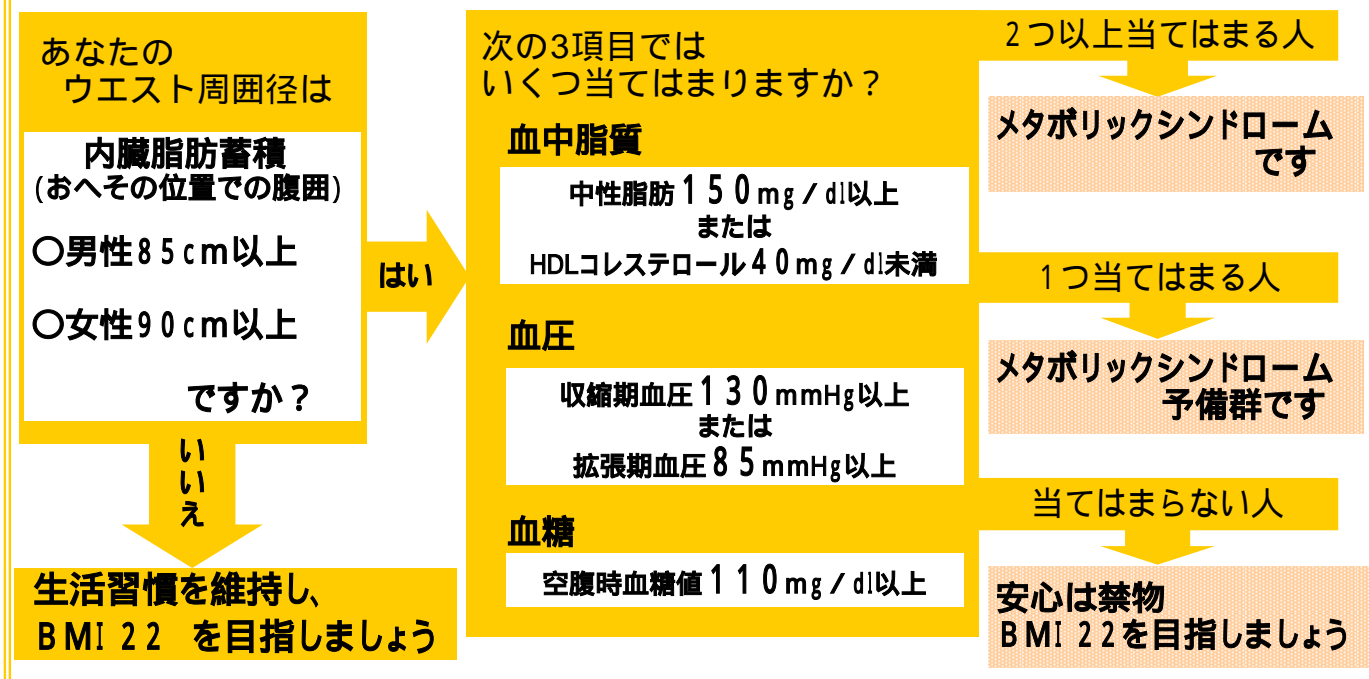 あなたの
ウエスト周囲径は
内臓脂肪蓄積
(おへその位置での腹囲)
○男性85cm以上
○女性90cm以上
ですか?
はい
いいえ
生活習慣を維持し、
BMI 22 を目指しましょう
次の3項目では
いくつ当てはまりますか?
血中脂質
中性脂肪150mg/dl以上
または
HDLコレステロール40mg/dl未満
血圧
収縮期血圧130mmHg以上
または
拡張期血圧85mmHg以上
血糖
空腹時血糖値110mg/dl以上
2つ以上当てはまる人
メタボリックシンドローム
です
1つ当てはまる人
メタボリックシンドローム
予備群です
当てはまらない人
安心は禁物
BMI 22を目指しましょう